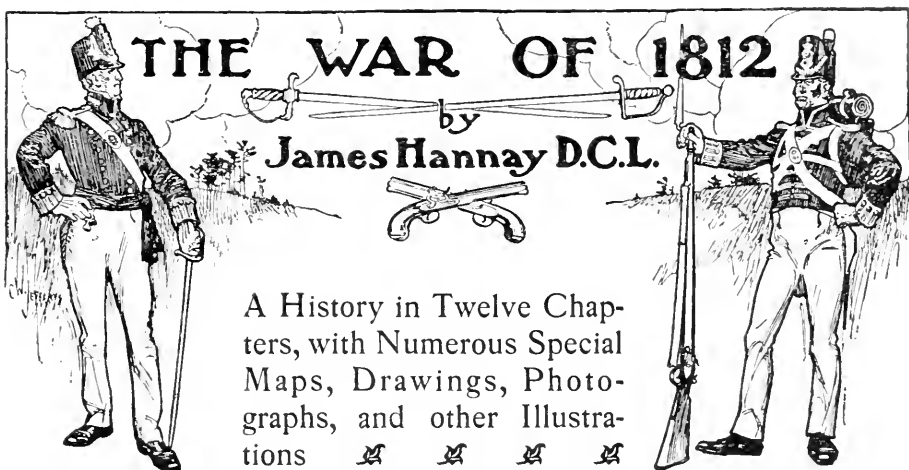 THE WAR OF 1812
by
James Hannay D.C.L.
A History in Twelve Chap-
ters, with Numerous Special
Maps, Drawings, Photo-
graphs, and other Illustra-
tions